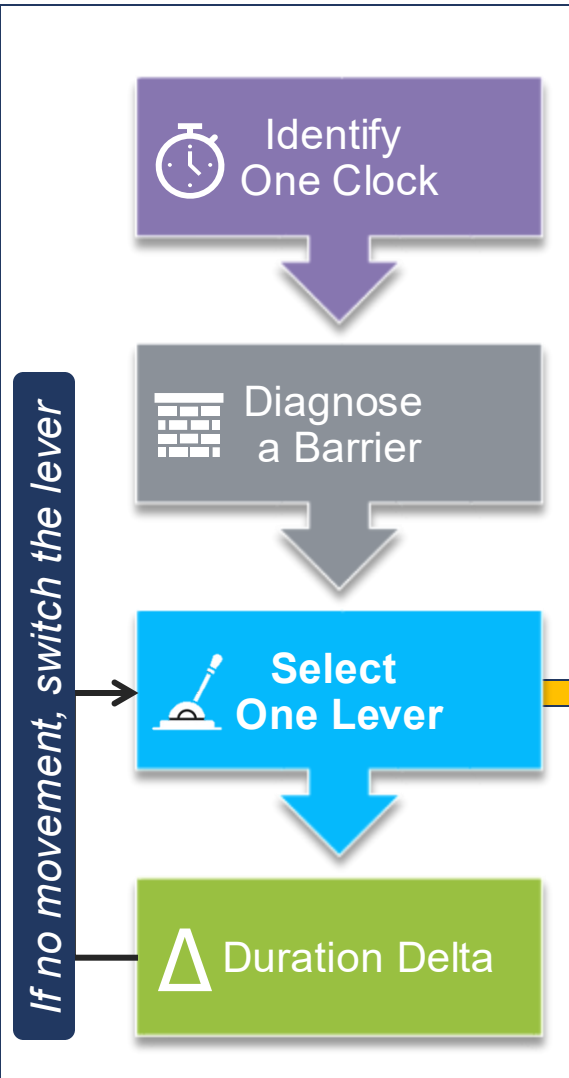 Identify
One Clock
Diagnose
a Barrier
If no movement, switch the lever
Select
One Lever
Δ Duration Delta